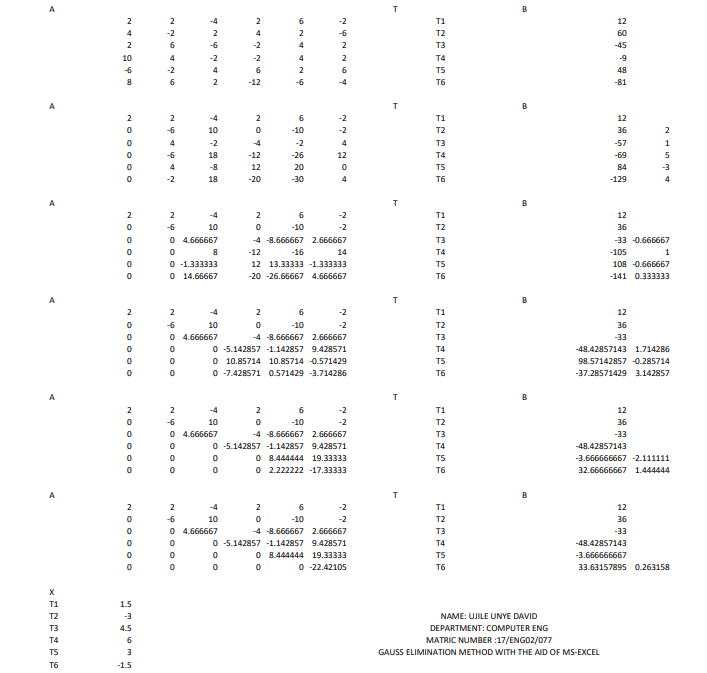 A T B
2 2 -4 2 6 -2 T1 12
4 -2 2 4 2 -6 T2 60
2 6 -6 -2 4 2 T3 -45
10 4 -2 -2 4 2 T4 -9
-6 -2 4 6 2 6 T5 48
8 6 2 -12 -6 -4 T6 -81
A T B
2 2 -4 2 6 -2 T1 12
0 -6 10 0 -10 -2 T2 36 2
0 4 -2 -4 -2 4 T3 -57 1
0 -6 18 -12 -26 12 T4 -69 5
0 4 -8 12 20 0 T5 84 -3
0 -2 18 -20 -30 4 T6 -129 4
A T B
2 2 -4 2 6 -2 T1 12
0 -6 10 0 -10 -2 T2 36
0 0 4.666667 -4 -8.666667 2.666667 T3 -33 -0.666667
0 0 8 -12 -16 14 T4 -105 1
0 0 -1.333333 12 13.33333 -1.333333 T5 108 -0.666667
0 0 14.66667 -20 -26.66667 4.666667 T6 -141 0.333333
A T B
2 2 -4 2 6 -2 T1 12
0 -6 10 0 -10 -2 T2 36
0 0 4.666667 -4 -8.666667 2.666667 T3 -33
0 0 0 -5.142857 -1.142857 9.428571 T4 -48.42857143 1.714286
0 0 0 10.85714 10.85714 -0.571429 T5 98.57142857 -0.285714
0 0 0 -7.428571 0.571429 -3.714286 T6 -37.28571429 3.142857
A T B
2 2 -4 2 6 -2 T1 12
0 -6 10 0 -10 -2 T2 36
0 0 4.666667 -4 -8.666667 2.666667 T3 -33
0 0 0 -5.142857 -1.142857 9.428571 T4 -48.42857143
0 0 0 0 8.444444 19.33333 T5 -3.666666667 -2.111111
0 0 0 0 2.222222 -17.33333 T6 32.66666667 1.444444
A T B
2 2 -4 2 6 -2 T1 12
0 -6 10 0 -10 -2 T2 36
0 0 4.666667 -4 -8.666667 2.666667 T3 -33
0 0 0 -5.142857 -1.142857 9.428571 T4 -48.42857143
0 0 0 0 8.444444 19.33333 T5 -3.666666667
0 0 0 0 0 -22.42105 T6 33.63157895 0.263158
X
T1 1.5
T2 -3 NAME: UJILE UNYE DAVID
T3 4.5 DEPARTMENT: COMPUTER ENG
T4 6 MATRIC NUMBER :17/ENG02/077
T5 3 GAUSS ELIMINATION METHOD WITH THE AID OF MS-EXCEL
T6 -1.5